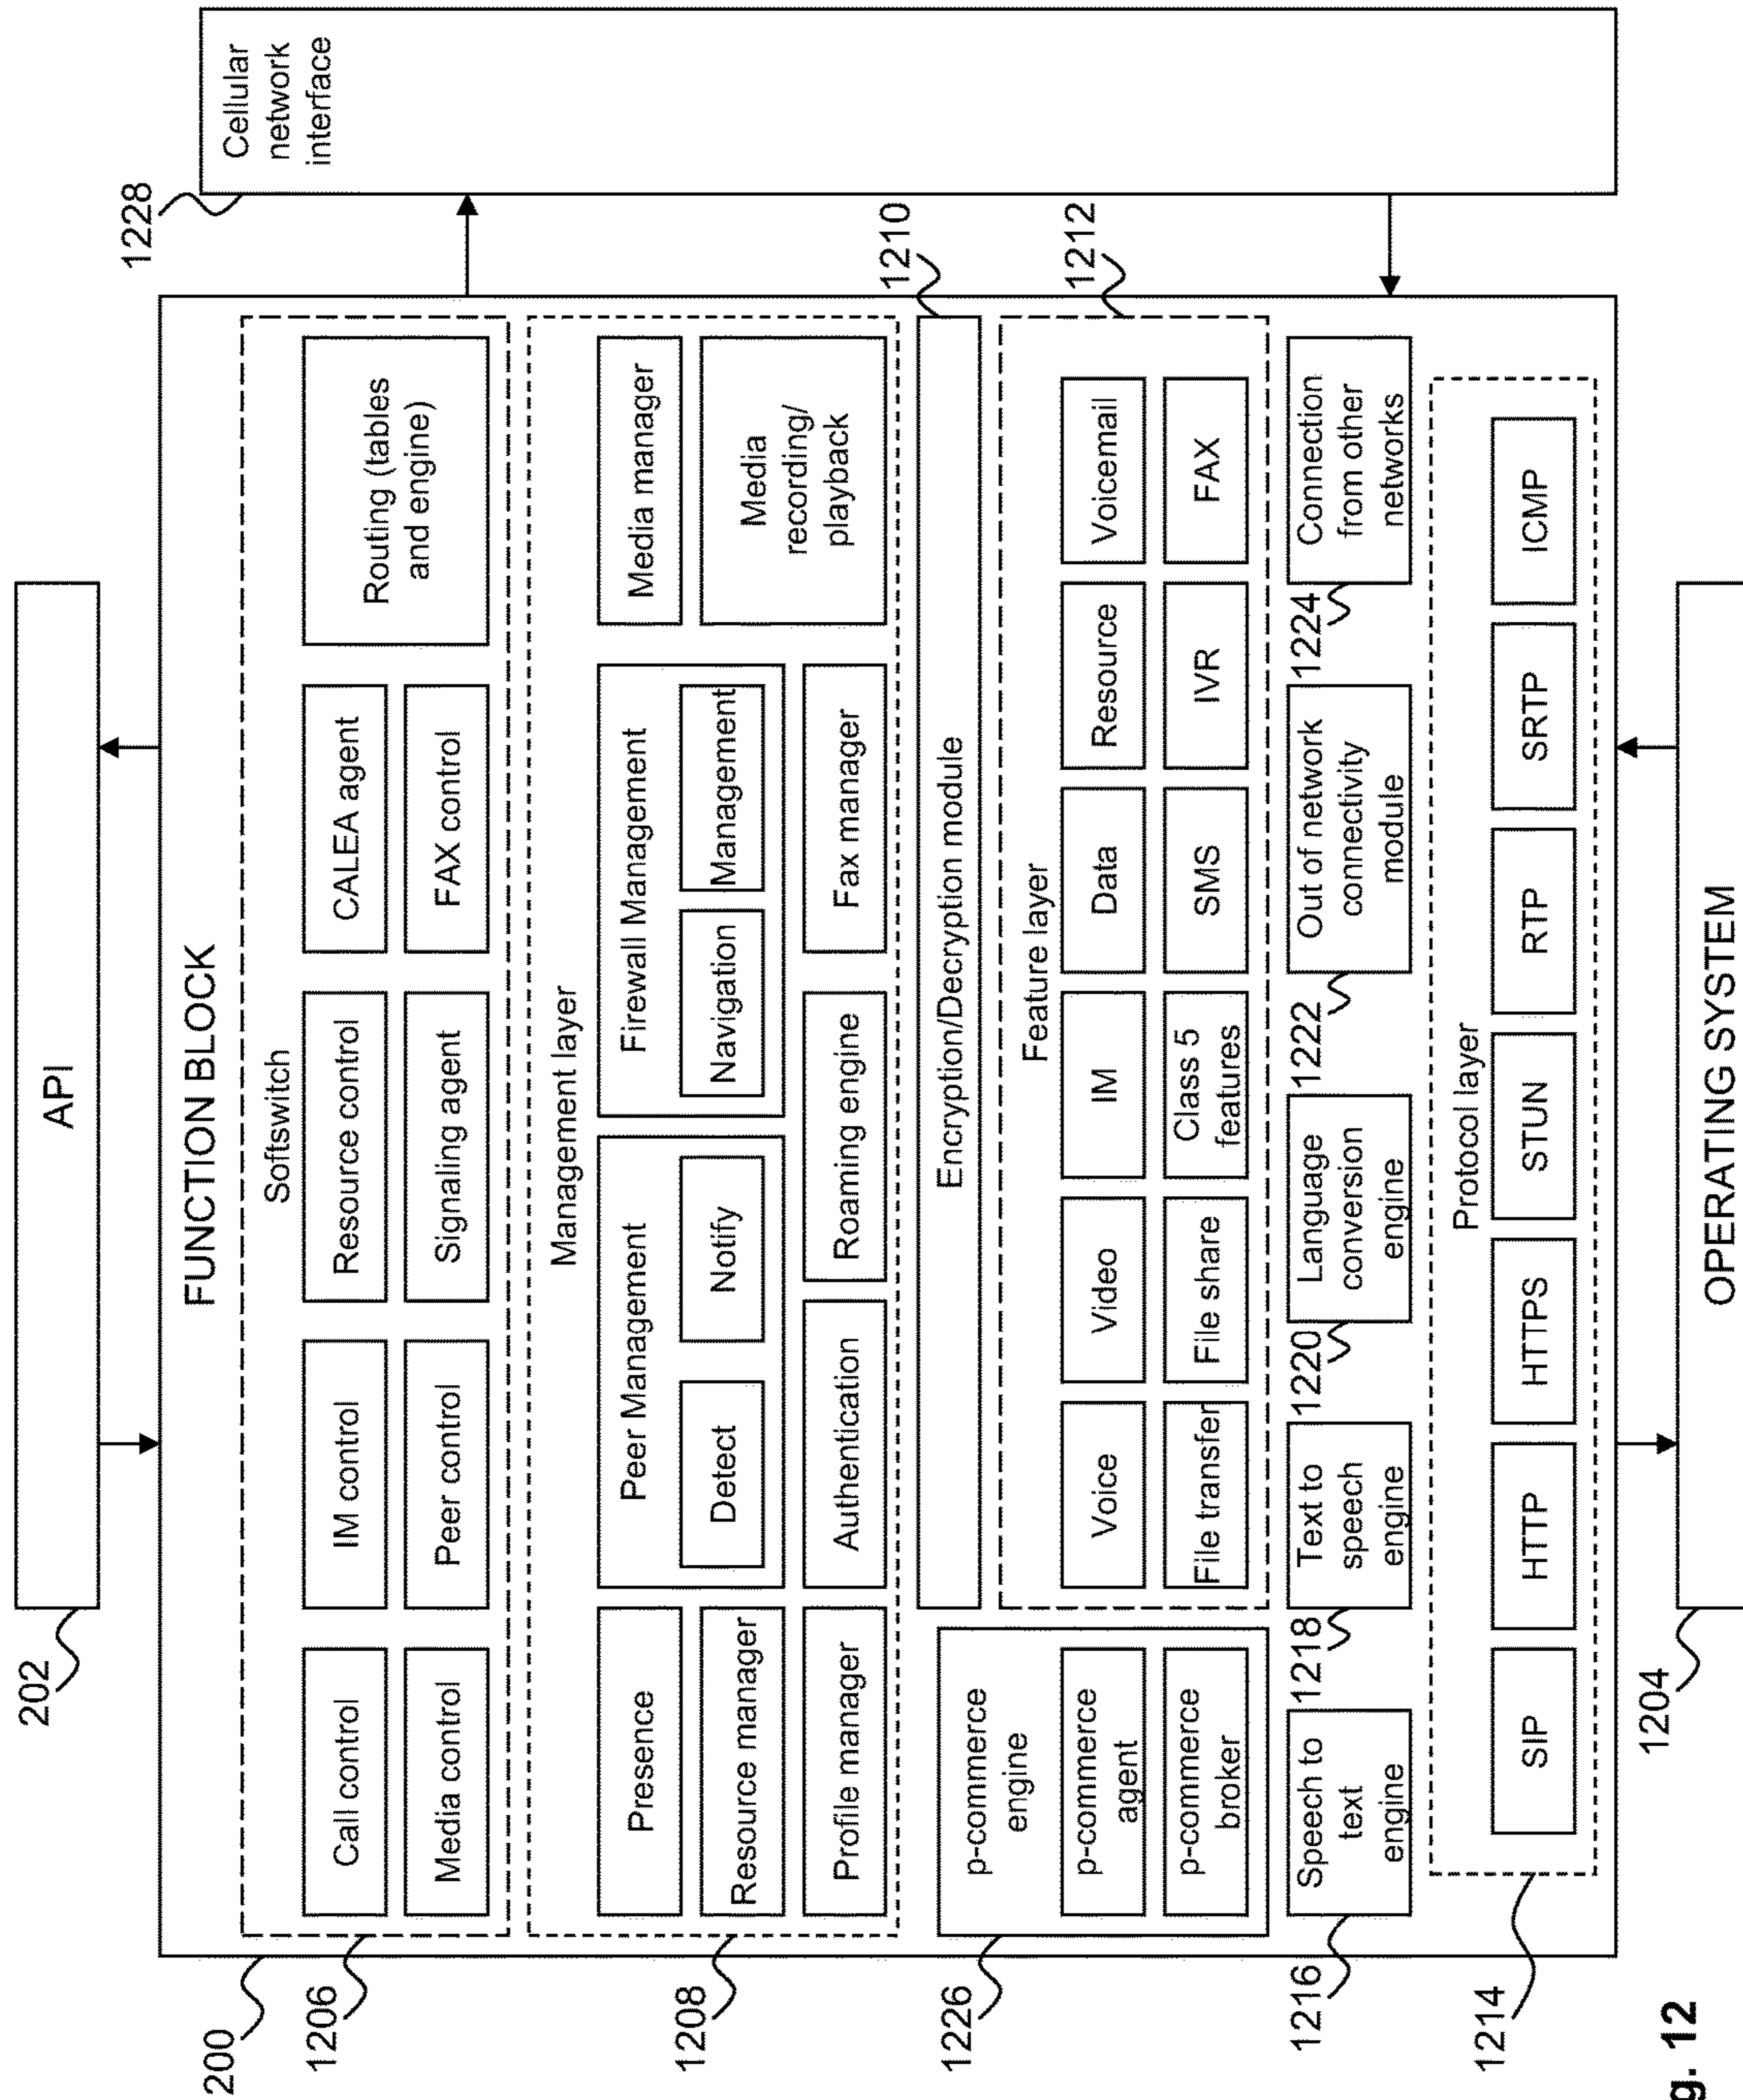 202
API
200
FUNCTION BLOCK
1228
Cellular
network
interface
1206
Softswitch
Call control
IM control
Resource control
CALEA agent
Routing (tables
and engine)
Media control
Peer control
Signaling agent
FAX control
1208
Management layer
Presence
Peer Management
Detect
Notify
Firewall Management
Navigation
Management
Media manager
Resource manager
Media
recording/
playback
Profile manager
Authentication
Roaming engine
Fax manager
1210
Encryption/Decryption module
1226
p-commerce
engine
p-commerce
agent
p-commerce
broker
1212
Feature layer
Voice
Video
IM
Data
Resource
Voicemail
File transfer
File share
Class 5
features
SMS
IVR
FAX
1216
Speech to
text
engine
1218
Text to
speech
engine
1220
Language
conversion
engine
1222
Out of network
connectivity
module
1224
Connection
from other
networks
1214
Protocol layer
SIP
HTTP
HTTPS
STUN
RTP
SRTP
ICMP
1204
OPERATING SYSTEM
g. 12